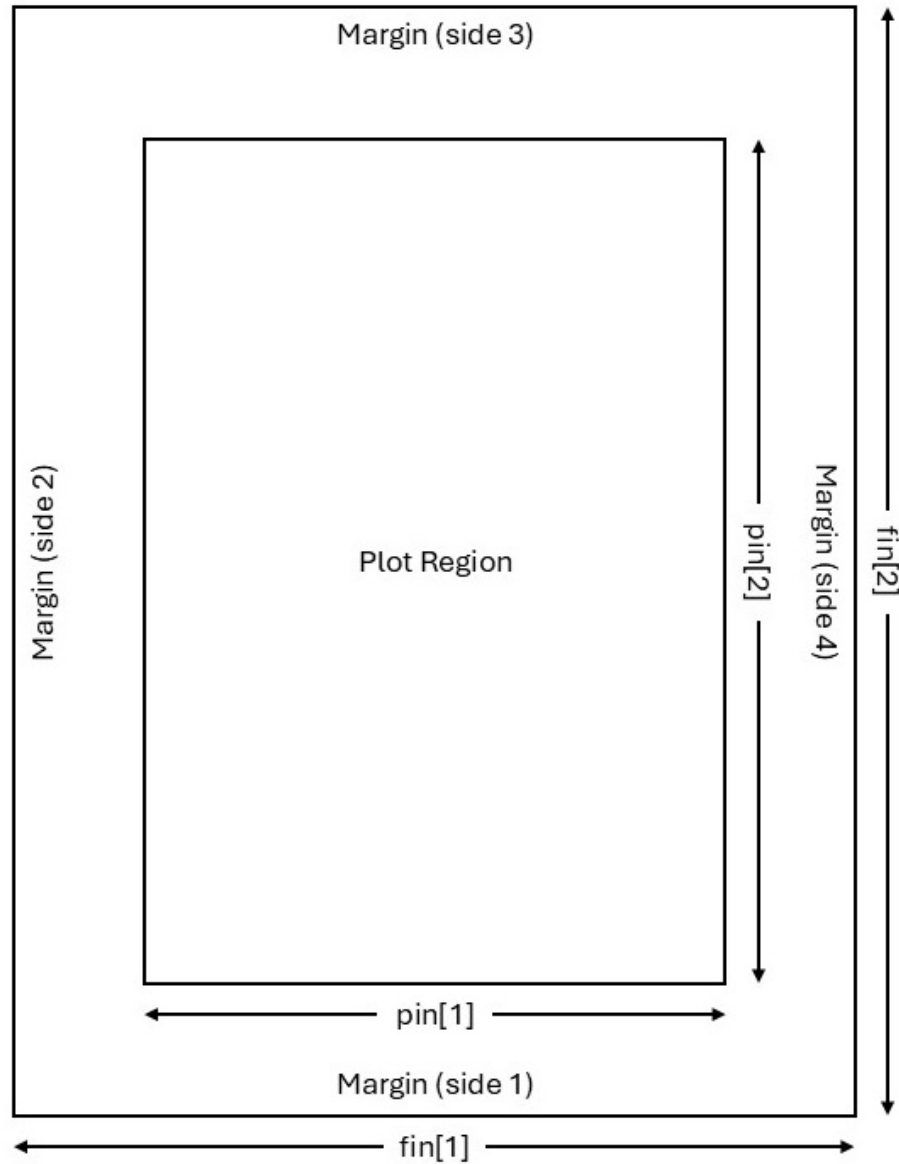 Margin (side 3)
Margin (side 2)
Plot Region
pin[2]
Margin (side 4)
fin[2]
pin[1]
Margin (side 1)
fin[1]